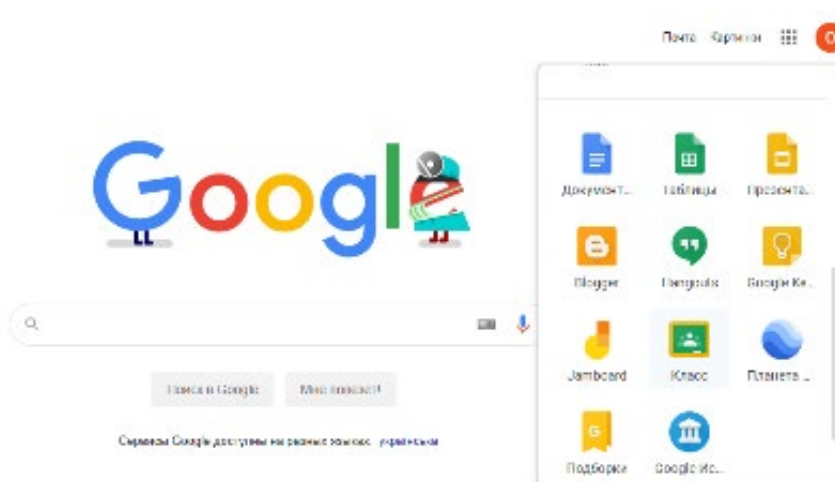 Почта Картинки
Google
Документ... Таблицы Презента...
Blogger Hangouts Google Ke...
Jamboard Класс Планета ...
Подборки Google Ис...
Поиск в Google Мне повезёт!
Сервисы Google доступны на разных языках: українська